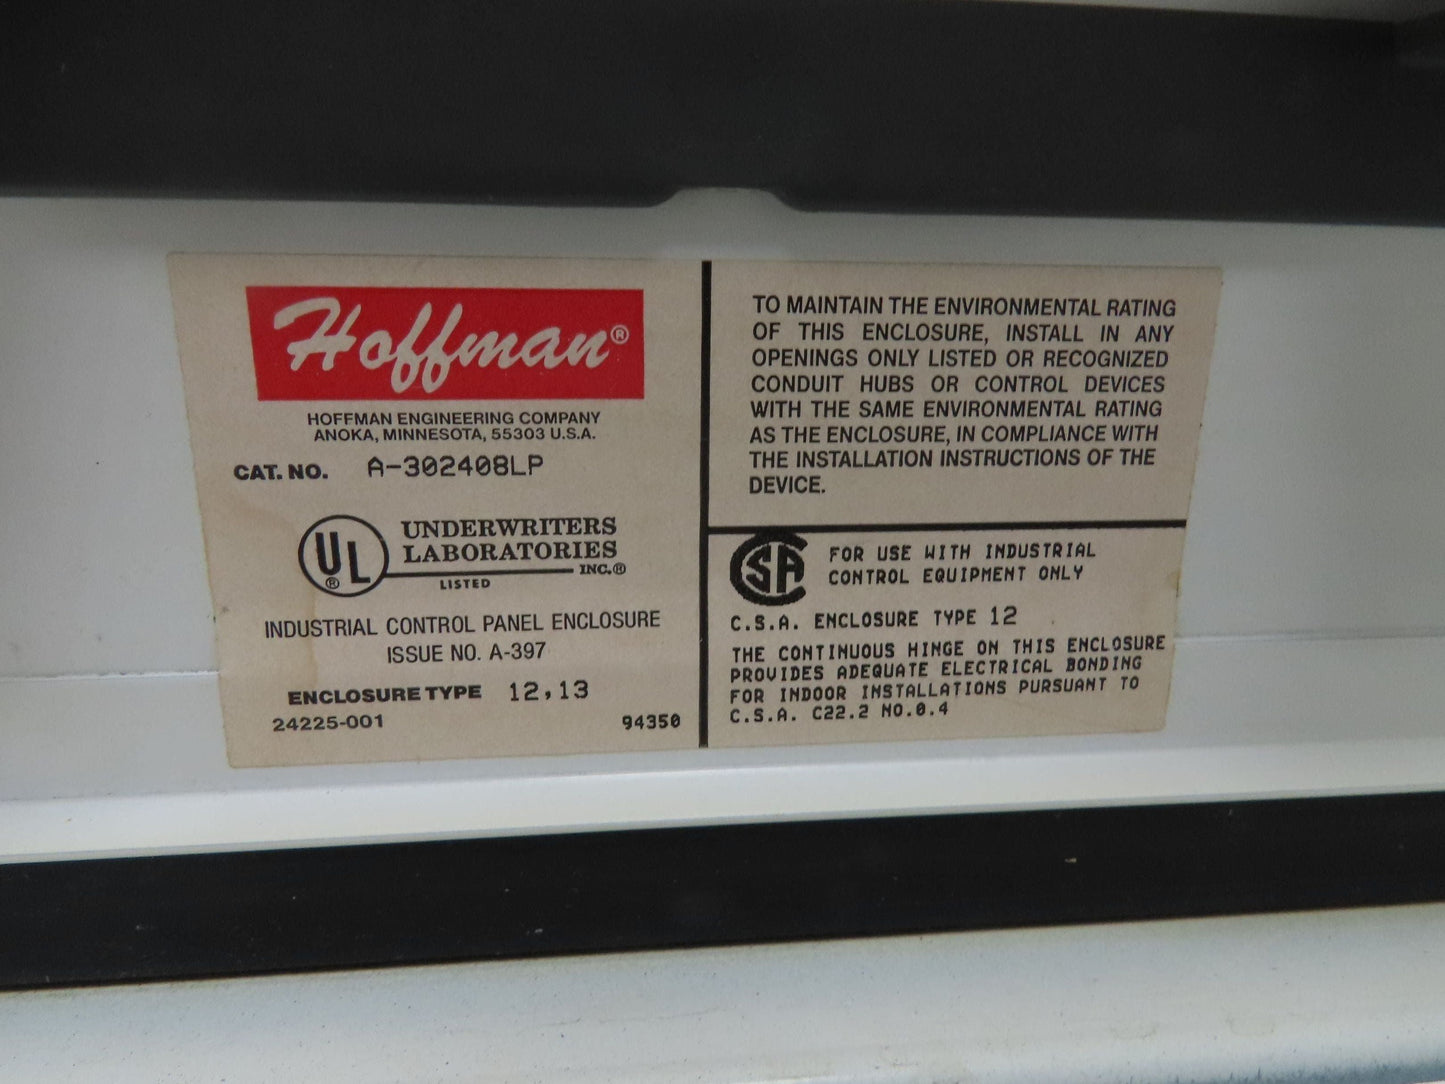 Hoffman®
HOFFMAN ENGINEERING COMPANY
ANOKA, MINNESOTA, 55303 U.S.A.
CAT. NO. A-302408LP
UL®
UNDERWRITERS
LABORATORIES
INC.®
LISTED
INDUSTRIAL CONTROL PANEL ENCLOSURE
ISSUE NO. A-397
ENCLOSURE TYPE 12,13
24225-001 94350
TO MAINTAIN THE ENVIRONMENTAL RATING
OF THIS ENCLOSURE, INSTALL IN ANY
OPENINGS ONLY LISTED OR RECOGNIZED
CONDUIT HUBS OR CONTROL DEVICES
WITH THE SAME ENVIRONMENTAL RATING
AS THE ENCLOSURE, IN COMPLIANCE WITH
THE INSTALLATION INSTRUCTIONS OF THE
DEVICE.
CSA
FOR USE WITH INDUSTRIAL
CONTROL EQUIPMENT ONLY
C.S.A. ENCLOSURE TYPE 12
THE CONTINUOUS HINGE ON THIS ENCLOSURE
PROVIDES ADEQUATE ELECTRICAL BONDING
FOR INDOOR INSTALLATIONS PURSUANT TO
C.S.A. C22.2 NO.0.4